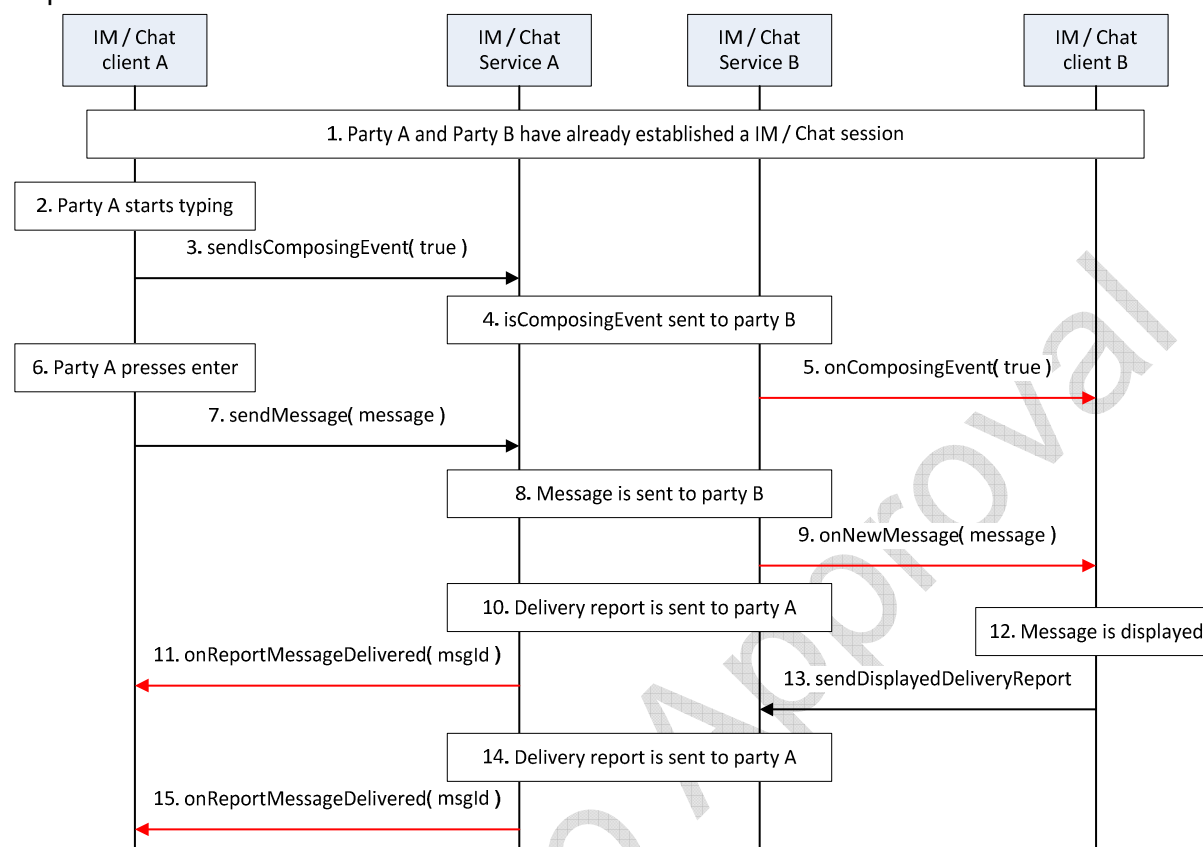 IM / Chat
client A
IM / Chat
Service A
IM / Chat
Service B
IM / Chat
client B
1. Party A and Party B have already established a IM / Chat session
2. Party A starts typing
3. sendIsComposingEvent( true )
4. isComposingEvent sent to party B
6. Party A presses enter
5. onComposingEvent( true )
7. sendMessage( message )
8. Message is sent to party B
9. onNewMessage( message )
10. Delivery report is sent to party A
12. Message is displayed
11. onReportMessageDelivered( msgId )
13. sendDisplayedDeliveryReport
14. Delivery report is sent to party A
15. onReportMessageDelivered( msgId )
Approval